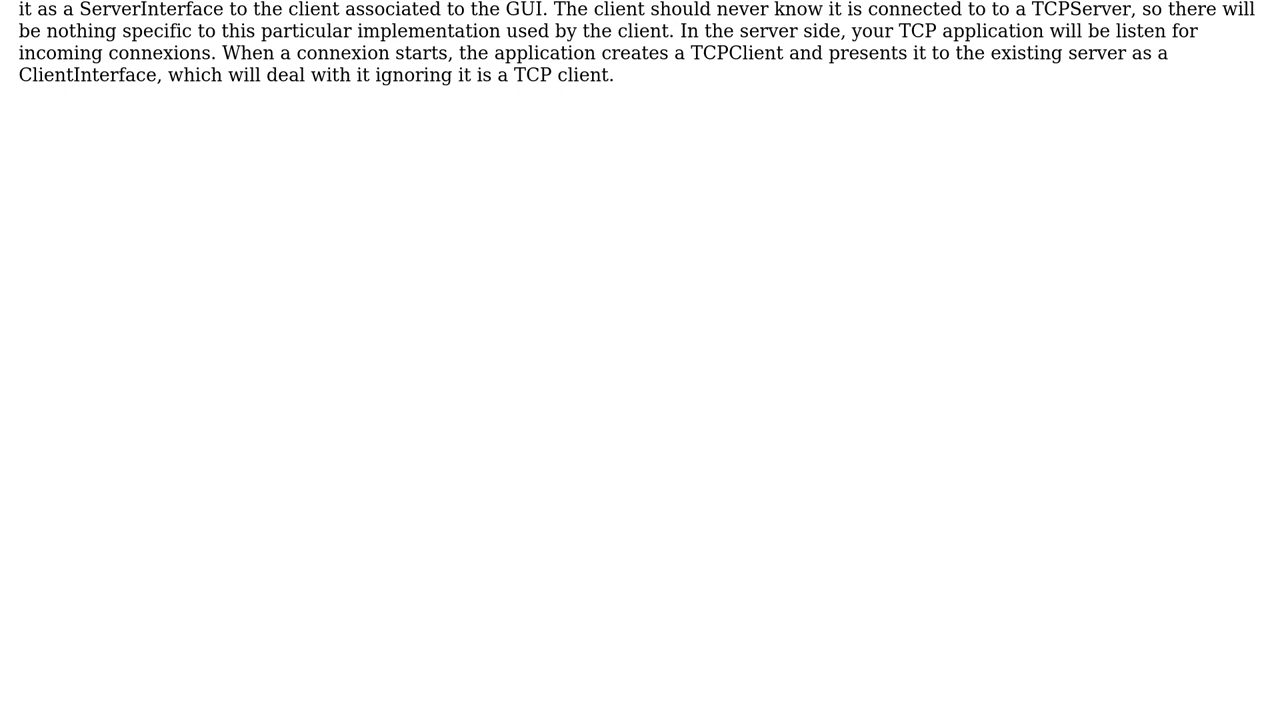 it as a ServerInterface to the client associated to the GUI. The client should never know it is connected to to a TCPServer, so there will
be nothing specific to this particular implementation used by the client. In the server side, your TCP application will be listen for
incoming connexions. When a connexion starts, the application creates a TCPClient and presents it to the existing server as a
ClientInterface, which will deal with it ignoring it is a TCP client.